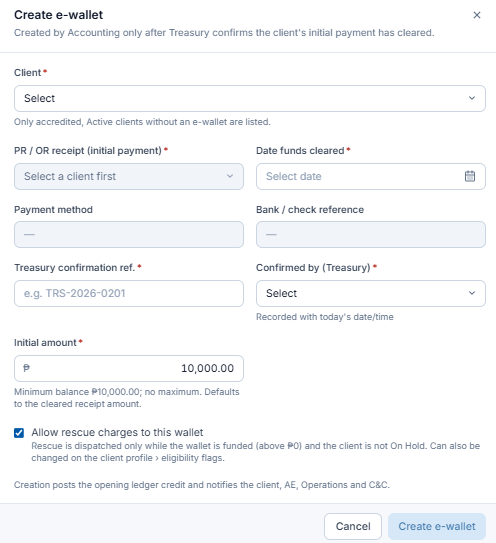 Create e-wallet
Created by Accounting only after Treasury confirms the client's initial payment has cleared.
Client*
Select
Only accredited, Active clients without an e-wallet are listed.
PR / OR receipt (initial payment)*
Date funds cleared*
Select a client first
Select date
Payment method
Bank / check reference
—
—
Treasury confirmation ref.*
Confirmed by (Treasury)*
e.g. TRS-2026-0201
Select
Recorded with today's date/time
Initial amount*
₱ 10,000.00
Minimum balance ₱10,000.00; no maximum. Defaults
to the cleared receipt amount.
Allow rescue charges to this wallet
Rescue is dispatched only while the wallet is funded (above ₱0) and the client is not On Hold. Can also be
changed on the client profile › eligibility flags.
Creation posts the opening ledger credit and notifies the client, AE, Operations and C&C.
Cancel
Create e-wallet